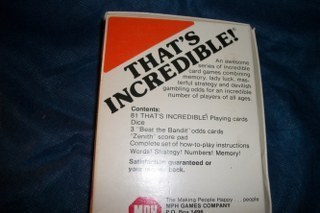 THAT'S
INCREDIBLE!
An awesome
series of incredible
card games combining
memory, lady luck, mas-
terful strategy and devilish
gambling odds for an incredible
number of players of all ages.
Contents:
81 THAT'S INCREDIBLE! Playing cards
Dice
3 "Beat the Bandit" odds cards
"Zenith" score pad
Complete set of how-to-play instructions
Words! Strategy! Numbers! Memory!
Satisfaction guaranteed or
your money back.
MPH
The Making People Happy people
MPH GAMES COMPANY
P.O. Box 1498